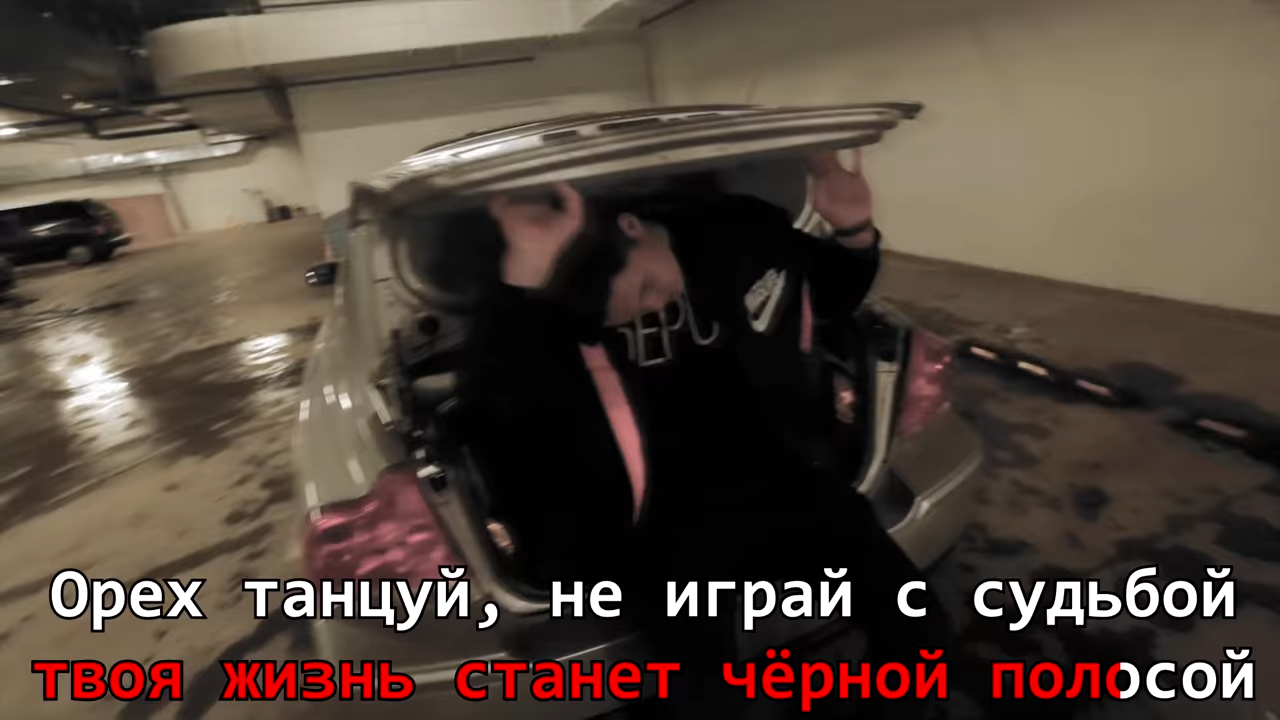 Орех танцуй, не играй с судьбой
твоя жизнь станет чёрной полосой